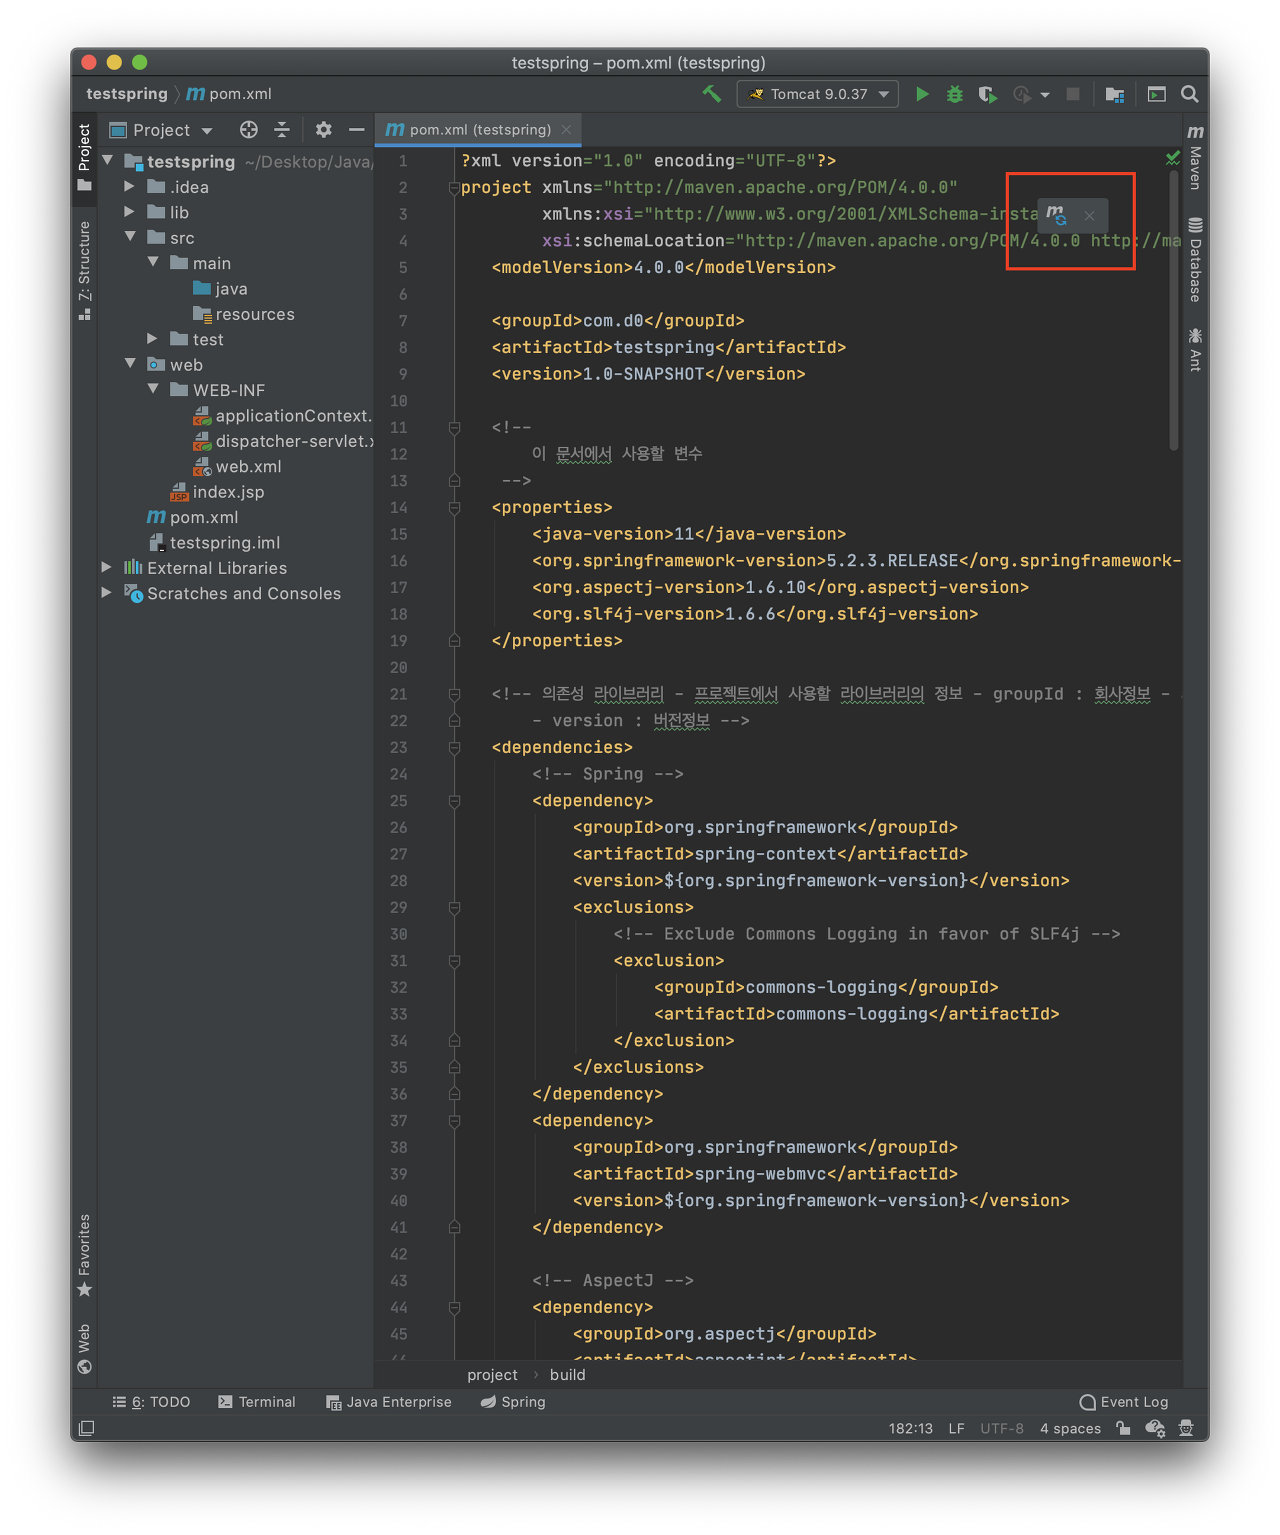 testspring – pom.xml (testspring)
testspring 〉 m pom.xml
Tomcat 9.0.37
Project
m pom.xml (testspring)
Project
7: Structure
Favorites
Web
testspring ~/Desktop/Java/
.idea
lib
src
main
java
resources
test
web
WEB-INF
applicationContext.
dispatcher-servlet.x
web.xml
index.jsp
m pom.xml
testspring.iml
External Libraries
Scratches and Consoles
1 ?xml version="1.0" encoding="UTF-8"?>
2 project xmlns="http://maven.apache.org/POM/4.0.0"
3 xmlns:xsi="http://www.w3.org/2001/XMLSchema-insta
4 xsi:schemaLocation="http://maven.apache.org/POM/4.0.0 http://ma
5 <modelVersion>4.0.0</modelVersion>
6
7 <groupId>com.d0</groupId>
8 <artifactId>testspring</artifactId>
9 <version>1.0-SNAPSHOT</version>
10
11 <!--
12 이 문서에서 사용할 변수
13 -->
14 <properties>
15 <java-version>11</java-version>
16 <org.springframework-version>5.2.3.RELEASE</org.springframework-
17 <org.aspectj-version>1.6.10</org.aspectj-version>
18 <org.slf4j-version>1.6.6</org.slf4j-version>
19 </properties>
20
21 <!-- 의존성 라이브러리 - 프로젝트에서 사용할 라이브러리의 정보 - groupId : 회사정보 -
22 - version : 버전정보 -->
23 <dependencies>
24 <!-- Spring -->
25 <dependency>
26 <groupId>org.springframework</groupId>
27 <artifactId>spring-context</artifactId>
28 <version>${org.springframework-version}</version>
29 <exclusions>
30 <!-- Exclude Commons Logging in favor of SLF4j -->
31 <exclusion>
32 <groupId>commons-logging</groupId>
33 <artifactId>commons-logging</artifactId>
34 </exclusion>
35 </exclusions>
36 </dependency>
37 <dependency>
38 <groupId>org.springframework</groupId>
39 <artifactId>spring-webmvc</artifactId>
40 <version>${org.springframework-version}</version>
41 </dependency>
42
43 <!-- AspectJ -->
44 <dependency>
45 <groupId>org.aspectj</groupId>
46 <artifactId>aspectjrt</artifactId>
m
Maven
Database
Ant
project › build
6: TODO
Terminal
Java Enterprise
Spring
Event Log
182:13 LF UTF-8 4 spaces